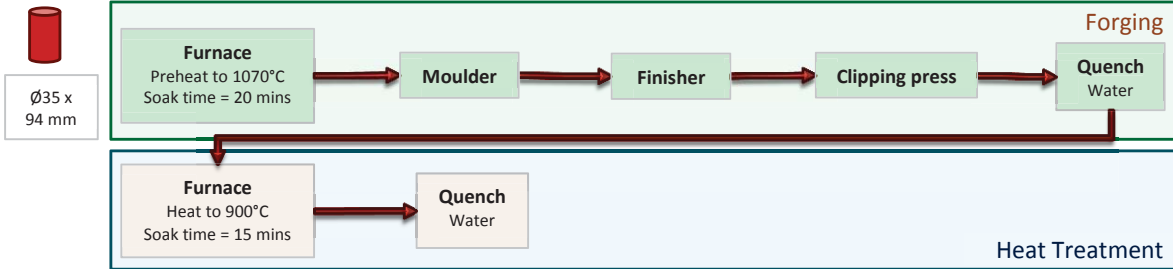 Ø35 x
94 mm
Forging
Furnace
Preheat to 1070°C
Soak time = 20 mins
Moulder
Finisher
Clipping press
Quench
Water
Furnace
Heat to 900°C
Soak time = 15 mins
Quench
Water
Heat Treatment